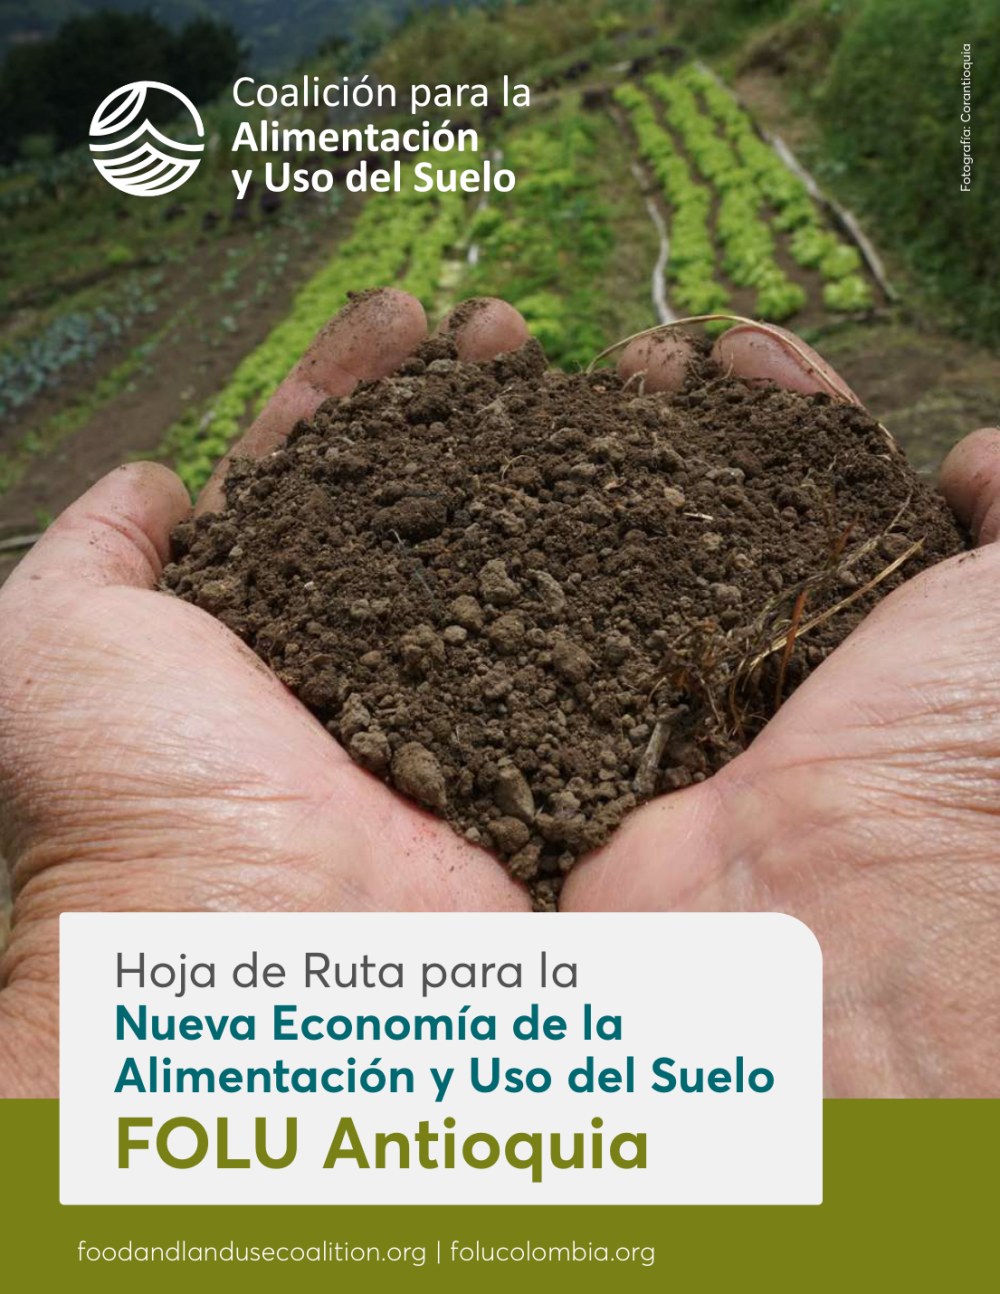 Coalición para la
Alimentación
y Uso del Suelo
Fotografía: Corantioquia
Hoja de Ruta para la
Nueva Economía de la
Alimentación y Uso del Suelo
FOLU Antioquia
foodandlandusecoalition.org | folucolombia.org